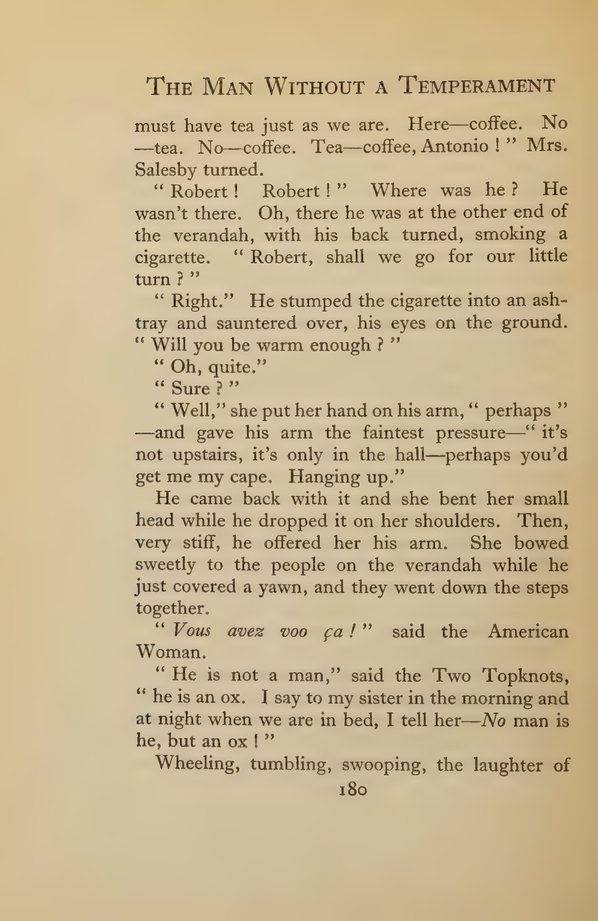 The Man Without a Temperament
must have tea just as we are. Here—coffee. No
—tea. No—coffee. Tea—coffee, Antonio ! ” Mrs.
Salesby turned.
“ Robert ! Robert ! ” Where was he ? He
wasn’t there. Oh, there he was at the other end of
the verandah, with his back turned, smoking a
cigarette. “ Robert, shall we go for our little
turn ? ”
“ Right.” He stumped the cigarette into an ash-
tray and sauntered over, his eyes on the ground.
“ Will you be warm enough ? ”
“ Oh, quite.”
“ Sure ? ”
“ Well,” she put her hand on his arm, “ perhaps ”
—and gave his arm the faintest pressure—“ it’s
not upstairs, it’s only in the hall—perhaps you’d
get me my cape. Hanging up.”
He came back with it and she bent her small
head while he dropped it on her shoulders. Then,
very stiff, he offered her his arm. She bowed
sweetly to the people on the verandah while he
just covered a yawn, and they went down the steps
together.
“ Vous avez voo ça ! ” said the American
Woman.
“ He is not a man,” said the Two Topknots,
“ he is an ox. I say to my sister in the morning and
at night when we are in bed, I tell her—No man is
he, but an ox ! ”
Wheeling, tumbling, swooping, the laughter of
180